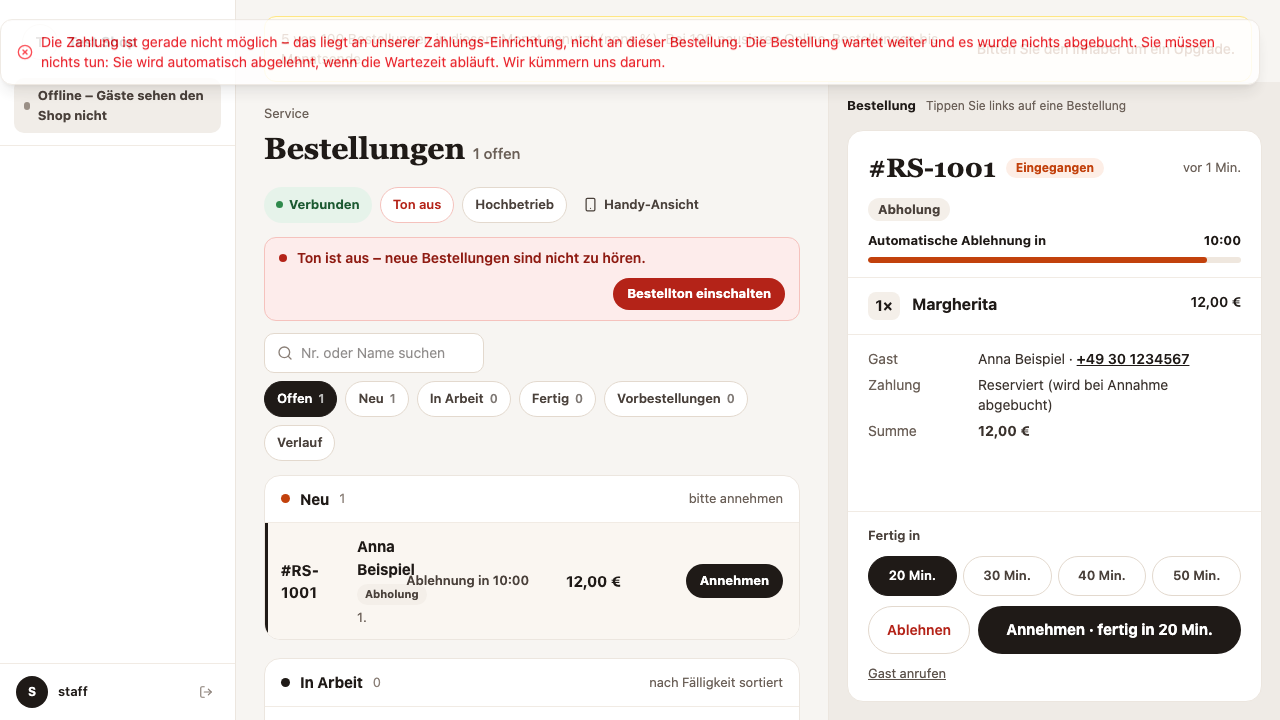 Die Zahlung ist gerade nicht möglich – das liegt an unserer Zahlungs-Einrichtung, nicht an dieser Bestellung. Die Bestellung wartet weiter und es wurde nichts abgebucht. Sie müssen
nichts tun: Sie wird automatisch abgelehnt, wenn die Wartezeit abläuft. Wir kümmern uns darum.
Bitten Sie den Inhaber um ein Upgrade.
Offline – Gäste sehen den
Shop nicht
staff
S
Service
Bestellungen 1 offen
Verbunden
Ton aus
Hochbetrieb
Handy-Ansicht
Ton ist aus – neue Bestellungen sind nicht zu hören.
Bestellton einschalten
Nr. oder Name suchen
Offen 1
Neu 1
In Arbeit 0
Fertig 0
Vorbestellungen 0
Verlauf
Neu 1
bitte annehmen
#RS-
1001
Anna
Beispiel
Abholung
1.
Ablehnung in 10:00
12,00 €
Annehmen
In Arbeit 0
nach Fälligkeit sortiert
Bestellung Tippen Sie links auf eine Bestellung
#RS-1001 Eingegangen vor 1 Min.
Abholung
Automatische Ablehnung in 10:00
1× Margherita 12,00 €
Gast Anna Beispiel · +49 30 1234567
Zahlung Reserviert (wird bei Annahme
abgebucht)
Summe 12,00 €
Fertig in
20 Min.
30 Min.
40 Min.
50 Min.
Ablehnen
Annehmen · fertig in 20 Min.
Gast anrufen